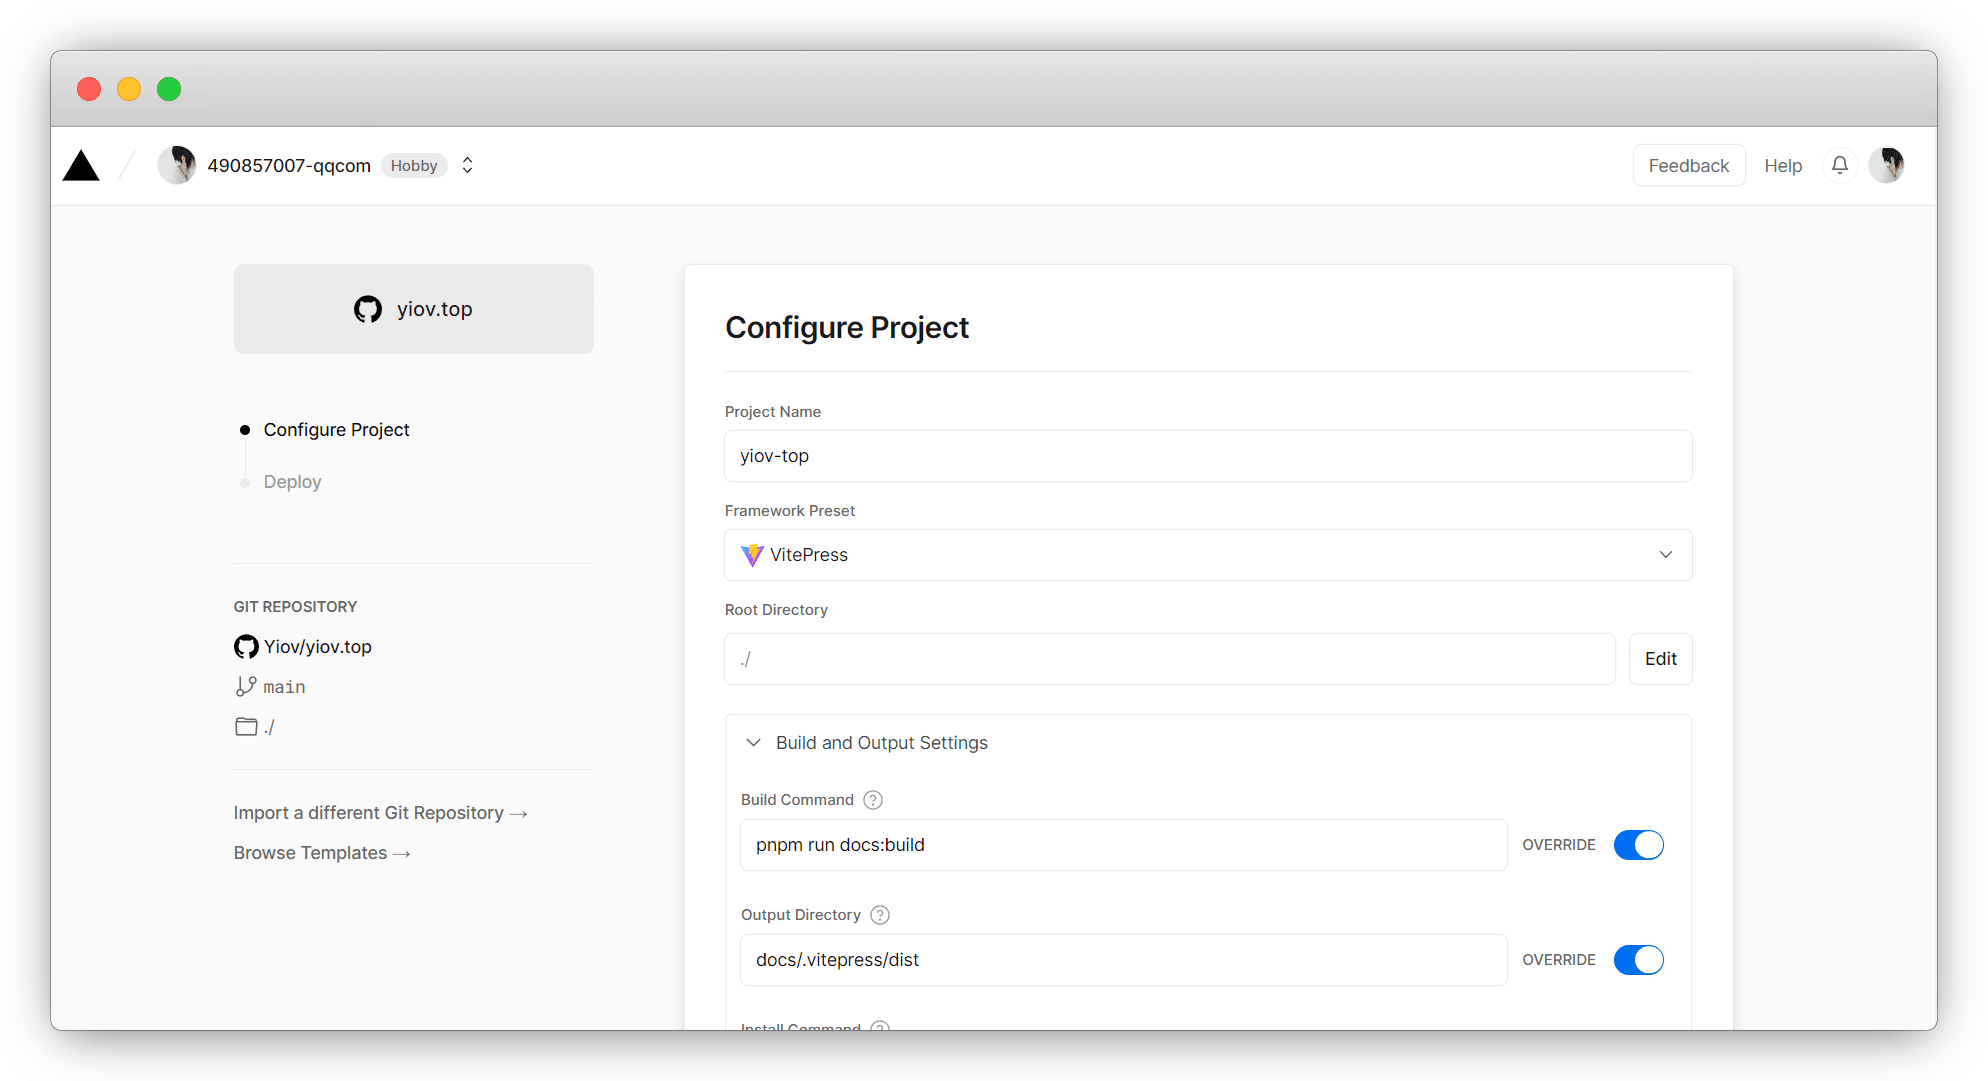 490857007-qqcom Hobby
Feedback Help
yiov.top
Configure Project
Deploy
GIT REPOSITORY
Yiov/yiov.top
main
./
Import a different Git Repository →
Browse Templates →
Configure Project
Project Name
yiov-top
Framework Preset
VitePress
Root Directory
./
Edit
Build and Output Settings
Build Command ?
pnpm run docs:build
OVERRIDE
Output Directory ?
docs/.vitepress/dist
OVERRIDE
Install Command ?